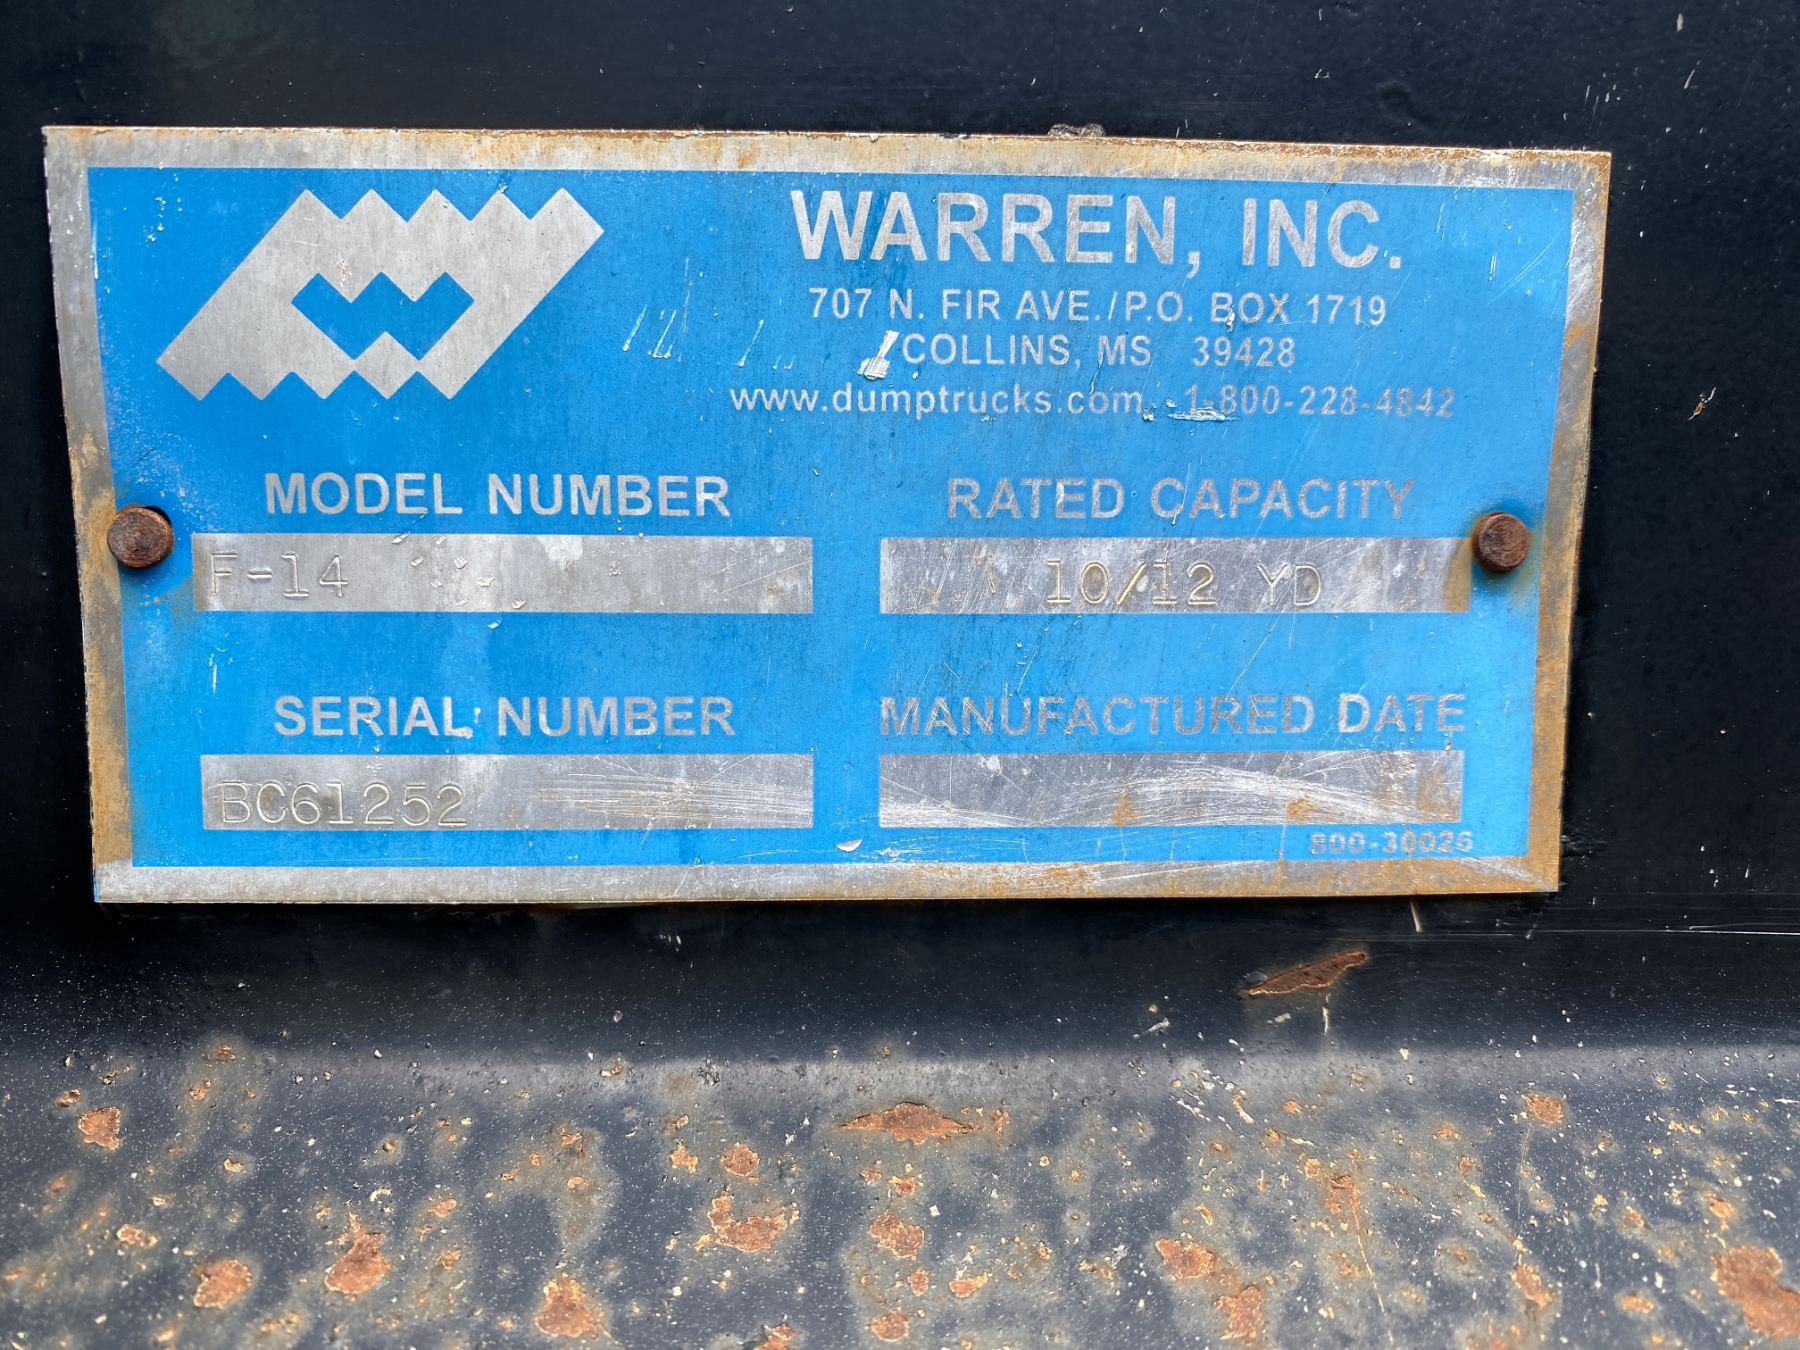 WARREN, INC.
707 N. FIR AVE./P.O. BOX 1719
COLLINS, MS 39428
www.dumptrucks.com 1-800-228-4842
MODEL NUMBER
F-14
RATED CAPACITY
10/12 YD
SERIAL NUMBER
BC61252
MANUFACTURED DATE
800-30026